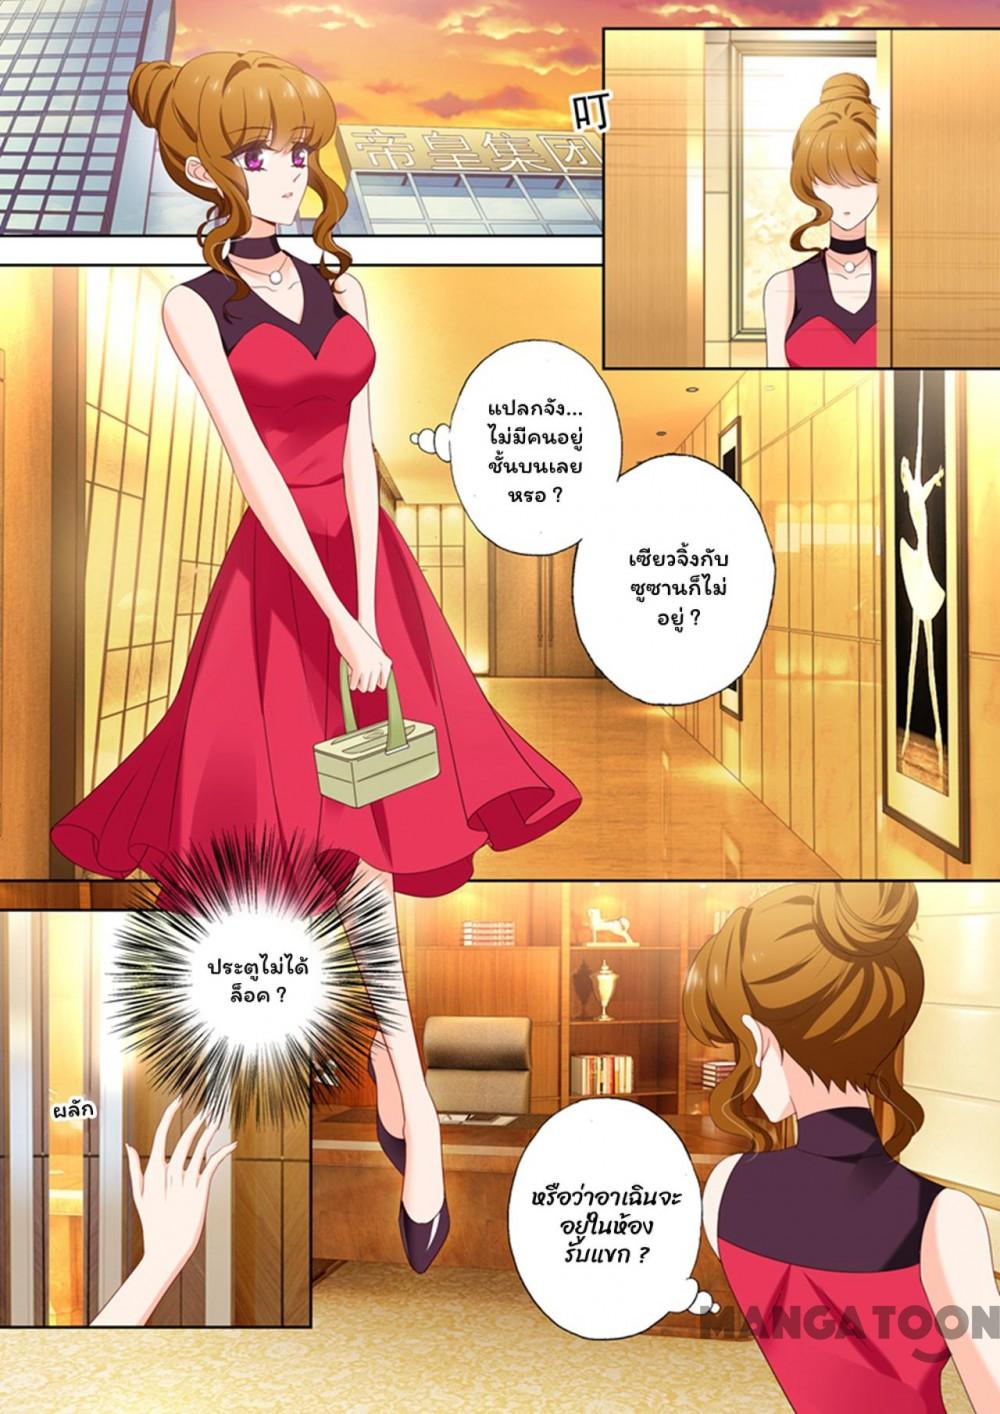 帝皇集团
叮
แปลกจัง...
ไม่มีคนอยู่
ชั้นบนเลย
หรอ ?
เซียวจิ้งกับ
ซูซานก็ไม่
อยู่ ?
ประตูไม่ได้
ล็อค ?
ผลัก
หรือว่าอาเฉินจะ
อยู่ในห้อง
รับแขก ?
MANGATOON